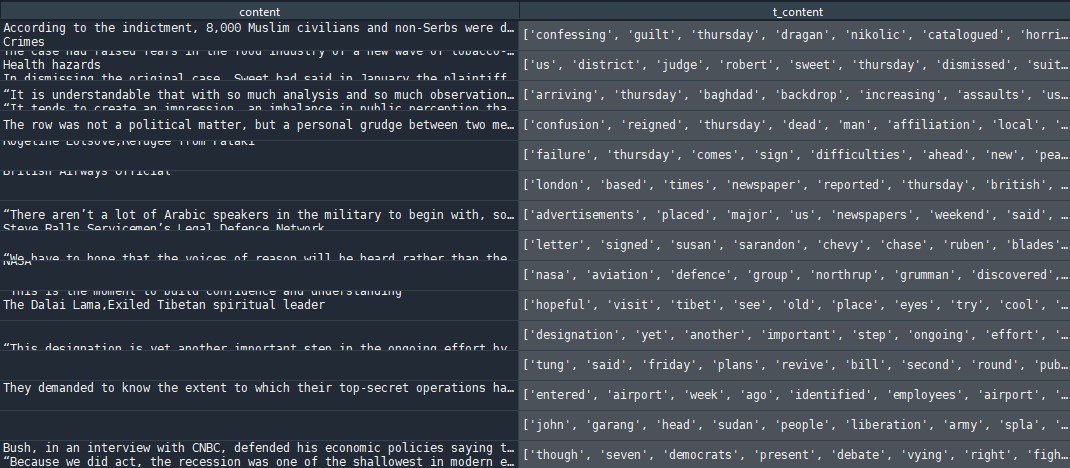 content t_content
According to the indictment, 8,000 Muslim civilians and non-Serbs were d…
Crimes
['confessing', 'guilt', 'thursday', 'dragan', 'nikolic', 'catalogued', 'horri…
The case had raised fears in the food industry of a new wave of tobacco-…
Health hazards
In dismissing the original case, Sweet had said in January the plaintiff
['us', 'district', 'judge', 'robert', 'sweet', 'thursday', 'dismissed', 'suit…
“It is understandable that with so much analysis and so much observation…
“It tends to create an impression, an imbalance in public perception tha…
['arriving', 'thursday', 'baghdad', 'backdrop', 'increasing', 'assaults', 'us…
The row was not a political matter, but a personal grudge between two me…
['confusion', 'reigned', 'thursday', 'dead', 'man', 'affiliation', 'local', '…
Rogeline Lotsove,Refugee from Fataki
['failure', 'thursday', 'comes', 'sign', 'difficulties', 'ahead', 'new', 'pea…
British Airways official
['london', 'based', 'times', 'newspaper', 'reported', 'thursday', 'british', …
“There aren’t a lot of Arabic speakers in the military to begin with, so…
Steve Ralls Servicemen’s Legal Defence Network
['advertisements', 'placed', 'major', 'us', 'newspapers', 'weekend', 'said', …
“We have to hope that the voices of reason will be heard rather than the
['letter', 'signed', 'susan', 'sarandon', 'chevy', 'chase', 'ruben', 'blades'…
NASA
['nasa', 'aviation', 'defence', 'group', 'northrup', 'grumman', 'discovered',…
“This is the moment to build confidence and understanding
The Dalai Lama,Exiled Tibetan spiritual leader
['hopeful', 'visit', 'tibet', 'see', 'old', 'place', 'eyes', 'try', 'cool', '…
“This designation is yet another important step in the ongoing effort by
['designation', 'yet', 'another', 'important', 'step', 'ongoing', 'effort', '…
['tung', 'said', 'friday', 'plans', 'revive', 'bill', 'second', 'round', 'pub…
They demanded to know the extent to which their top-secret operations ha…
['entered', 'airport', 'week', 'ago', 'identified', 'employees', 'airport', '…
['john', 'garang', 'head', 'sudan', 'people', 'liberation', 'army', 'spla', '…
Bush, in an interview with CNBC, defended his economic policies saying t…
“Because we did act, the recession was one of the shallowest in modern e…
['though', 'seven', 'democrats', 'present', 'debate', 'vying', 'right', 'figh…